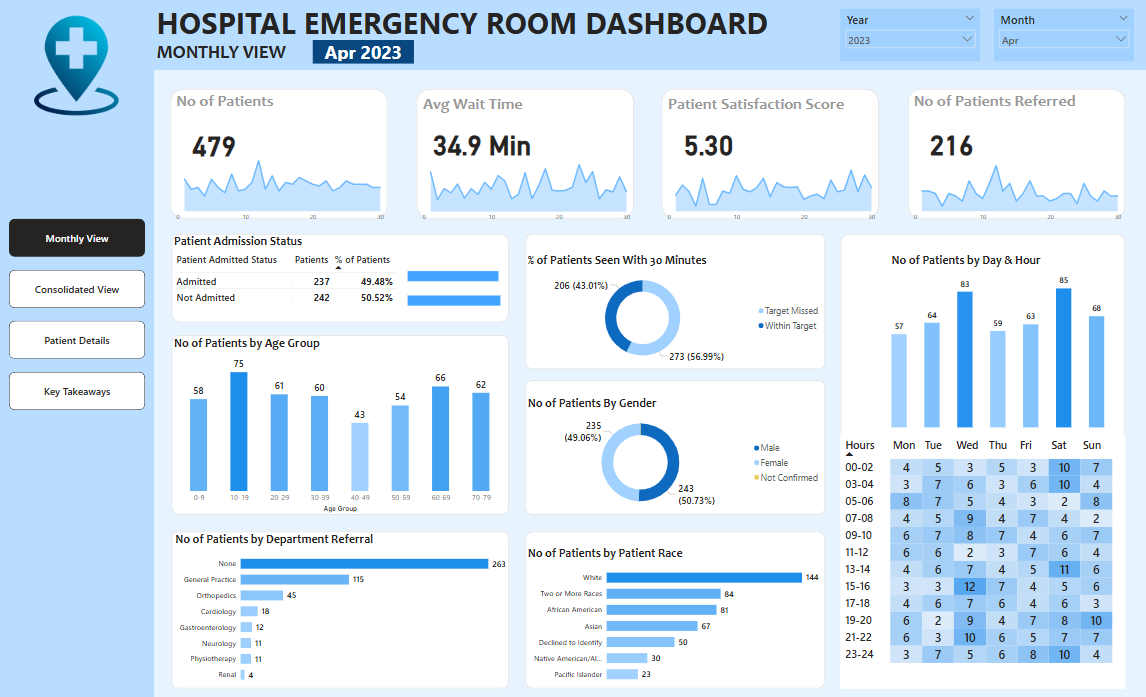 HOSPITAL EMERGENCY ROOM DASHBOARD
MONTHLY VIEW Apr 2023
Year
2023
Month
Apr
Monthly View
Consolidated View
Patient Details
Key Takeaways
No of Patients
479
0 10 20 30
Avg Wait Time
34.9 Min
0 10 20 30
Patient Satisfaction Score
5.30
0 10 20 30
No of Patients Referred
216
0 10 20 30
Patient Admission Status
Patient Admitted Status Patients % of Patients
Admitted 237 49.48%
Not Admitted 242 50.52%
No of Patients by Age Group
58 75 61 60 43 54 66 62
0-9 10-19 20-29 30-39 40-49 50-59 60-69 70-79
Age Group
No of Patients by Department Referral
None 263
General Practice 115
Orthopedics 45
Cardiology 18
Gastroenterology 12
Neurology 11
Physiotherapy 11
Renal 4
% of Patients Seen With 30 Minutes
206 (43.01%)
273 (56.99%)
Target Missed
Within Target
No of Patients By Gender
235
(49.06%)
243
(50.73%)
Male
Female
Not Confirmed
No of Patients by Patient Race
White 144
Two or More Races 84
African American 81
Asian 67
Declined to Identify 50
Native American/Al... 30
Pacific Islander 23
No of Patients by Day & Hour
57 64 83 59 63 85 68
Hours Mon Tue Wed Thu Fri Sat Sun
00-02 4 5 3 5 3 10 7
03-04 3 7 6 3 6 10 4
05-06 8 7 5 4 3 2 8
07-08 4 5 9 4 7 4 2
09-10 6 7 8 7 4 6 7
11-12 6 6 2 3 7 6 4
13-14 4 6 7 4 5 11 6
15-16 3 3 12 7 4 5 6
17-18 4 6 7 6 4 6 3
19-20 6 2 9 4 7 8 10
21-22 6 3 10 6 5 7 7
23-24 3 7 5 6 8 10 4